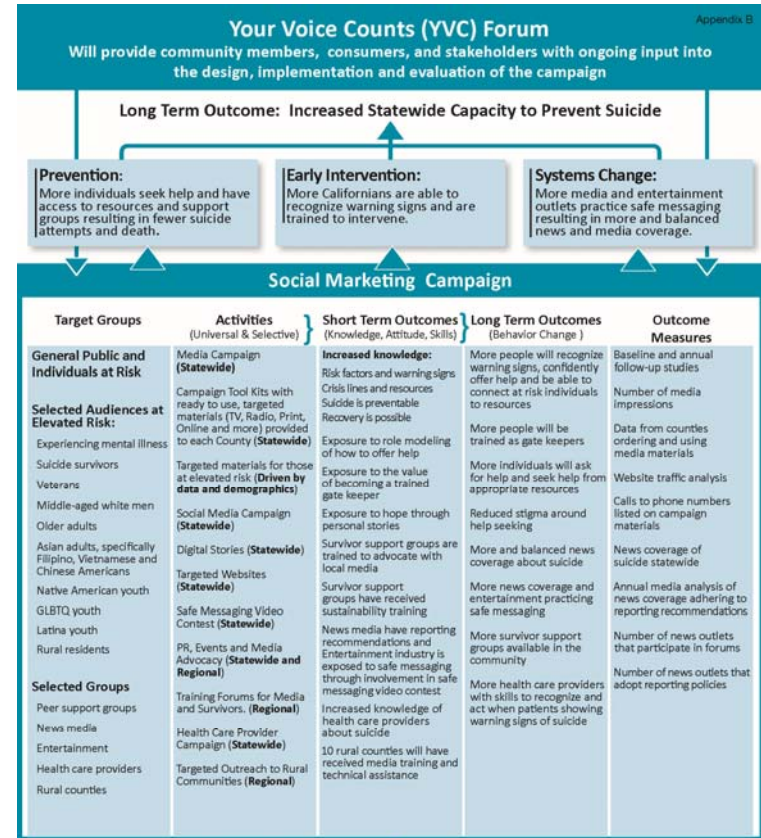 Appendix B
Your Voice Counts (YVC) Forum
Will provide community members, consumers, and stakeholders with ongoing input into
the design, implementation and evaluation of the campaign
Long Term Outcome: Increased Statewide Capacity to Prevent Suicide
Prevention:
More individuals seek help and have
access to resources and support
groups resulting in fewer suicide
attempts and death.
Early Intervention:
More Californians are able to
recognize warning signs and are
trained to intervene.
Systems Change:
More media and entertainment
outlets practice safe messaging
resulting in more and balanced
news and media coverage.
Social Marketing Campaign
Target Groups
General Public and
Individuals at Risk
Selected Audiences at
Elevated Risk:
Experiencing mental illness
Suicide survivors
Veterans
Middle-aged white men
Older adults
Asian adults, specifically
Filipino, Vietnamese and
Chinese Americans
Native American youth
GLBTQ youth
Latina youth
Rural residents
Selected Groups
Peer support groups
News media
Entertainment
Health care providers
Rural counties
Activities
(Universal & Selective)
Media Campaign
(Statewide)
Campaign Tool Kits with
ready to use, targeted
materials (TV, Radio, Print,
Online and more) provided
to each County (Statewide)
Targeted materials for those
at elevated risk (Driven by
data and demographics)
Social Media Campaign
(Statewide)
Digital Stories (Statewide)
Targeted Websites
(Statewide)
Safe Messaging Video
Contest (Statewide)
PR, Events and Media
Advocacy (Statewide and
Regional)
Training Forums for Media
and Survivors. (Regional)
Health Care Provider
Campaign (Statewide)
Targeted Outreach to Rural
Communities (Regional)
Short Term Outcomes
(Knowledge, Attitude, Skills)
Increased knowledge:
Risk factors and warning signs
Crisis lines and resources
Suicide is preventable
Recovery is possible
Exposure to role modeling
of how to offer help
Exposure to the value
of becoming a trained
gate keeper
Exposure to hope through
personal stories
Survivor support groups are
trained to advocate with
local media
Survivor support
groups have received
sustainability training
News media have reporting
recommendations and
Entertainment industry is
exposed to safe messaging
through involvement in safe
messaging video contest
Increased knowledge of
health care providers
about suicide
10 rural counties will have
received media training and
technical assistance
Long Term Outcomes
(Behavior Change )
More people will recognize
warning signs, confidently
offer help and be able to
connect at risk individuals
to resources
More people will be
trained as gate keepers
More individuals will ask
for help and seek help from
appropriate resources
Reduced stigma around
help seeking
More and balanced news
coverage about suicide
More news coverage and
entertainment practicing
safe messaging
More survivor support
groups available in the
community
More health care providers
with skills to recognize and
act when patients showing
warning signs of suicide
Outcome
Measures
Baseline and annual
follow-up studies
Number of media
impressions
Data from counties
ordering and using
media materials
Website traffic analysis
Calls to phone numbers
listed on campaign
materials
News coverage of
suicide statewide
Annual media analysis of
news coverage adhering to
reporting recommendations
Number of news outlets
that participate in forums
Number of news outlets that
adopt reporting policies